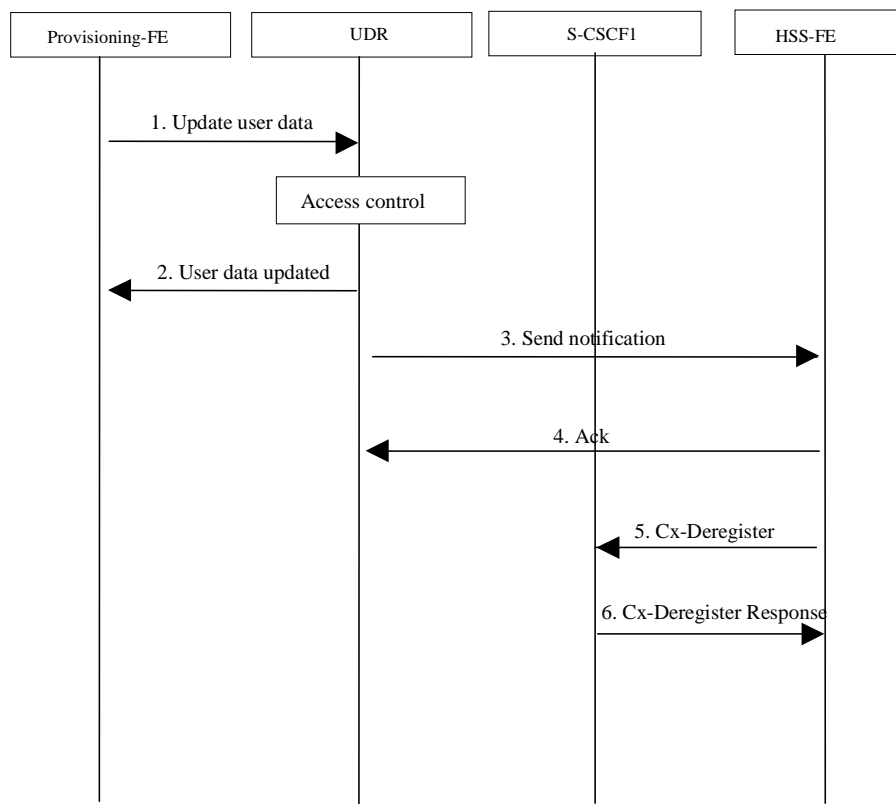 Provisioning-FE
UDR
S-CSCF1
HSS-FE
1. Update user data
Access control
2. User data updated
3. Send notification
4. Ack
5. Cx-Deregister
6. Cx-Deregister Response